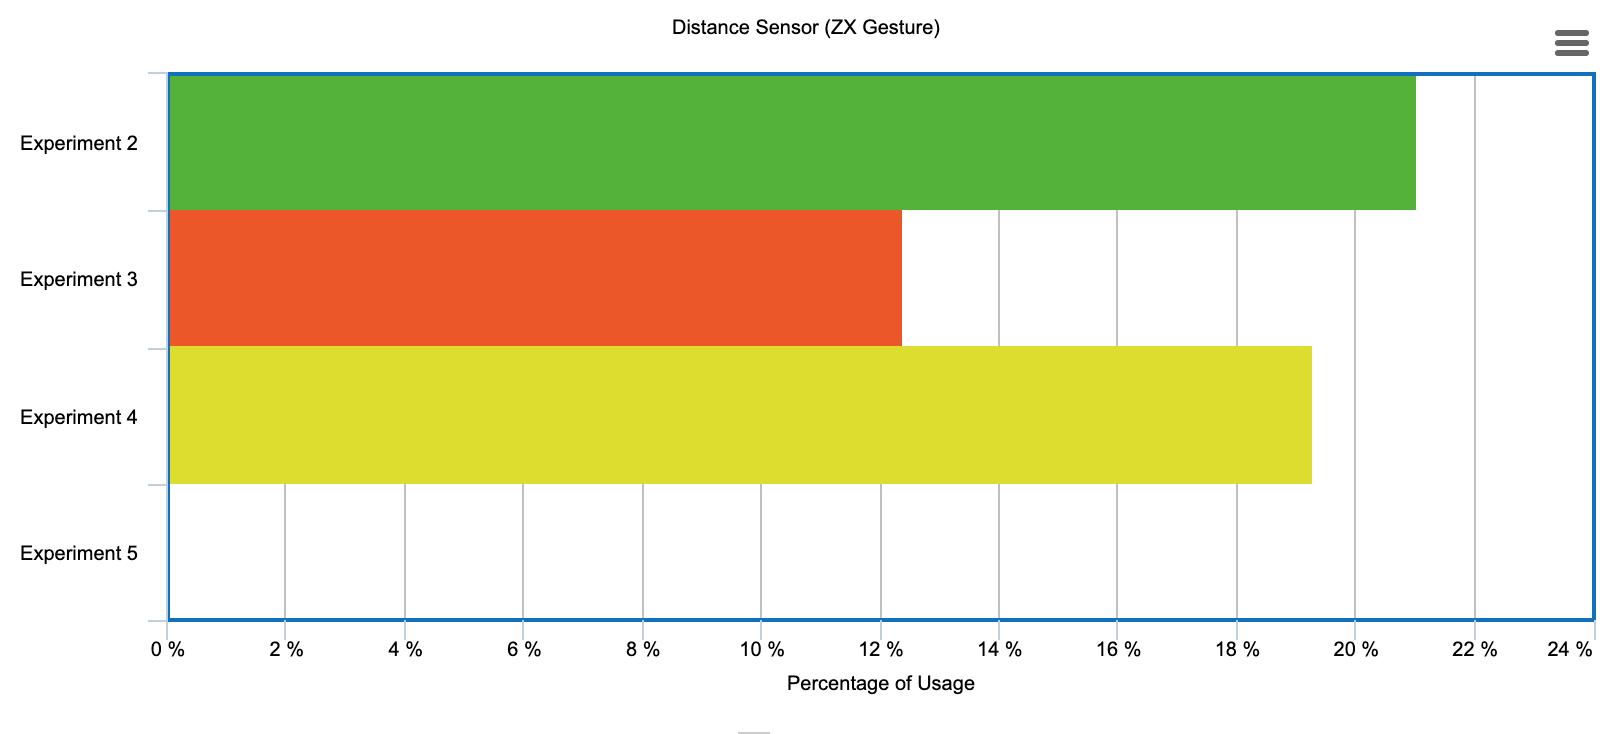 Distance Sensor (ZX Gesture)
Experiment 2
Experiment 3
Experiment 4
Experiment 5
0 % 2 % 4 % 6 % 8 % 10 % 12 % 14 % 16 % 18 % 20 % 22 % 24 %
Percentage of Usage